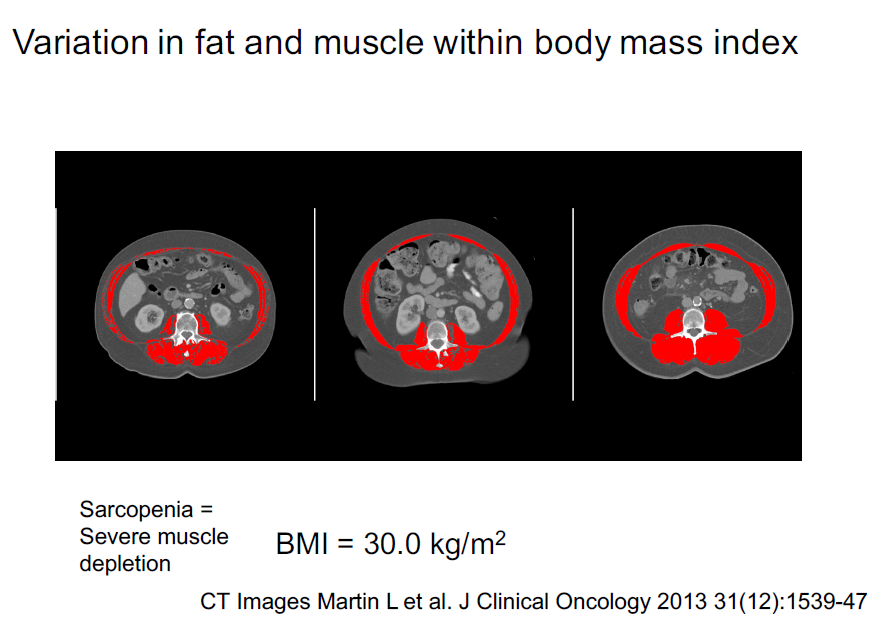 Variation in fat and muscle within body mass index
Sarcopenia =
Severe muscle
depletion
BMI = 30.0 kg/m²
CT Images Martin L et al. J Clinical Oncology 2013 31(12):1539-47